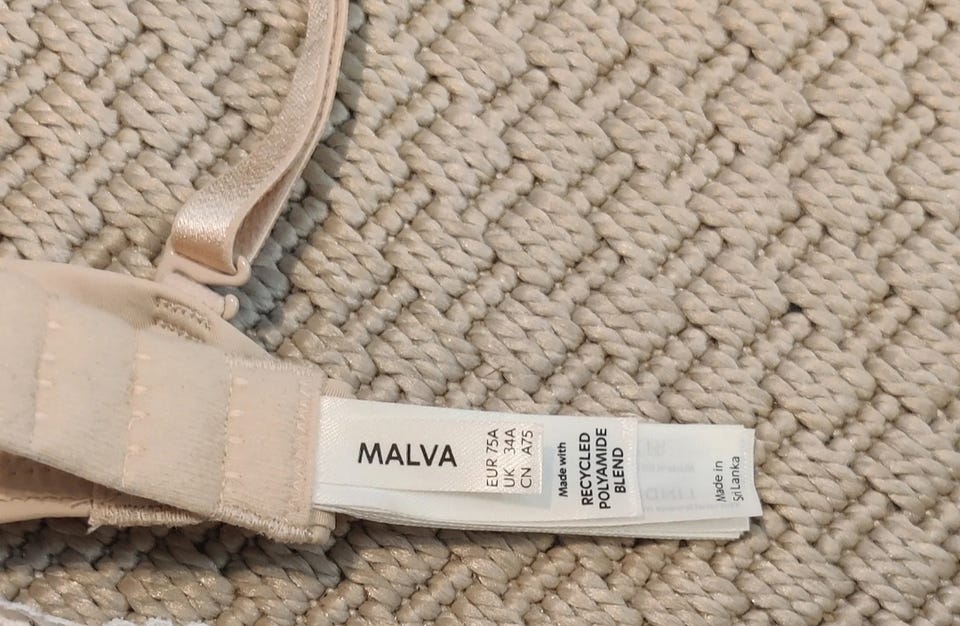 MALVA
EUR 75A
UK 34A
CN A75
Made with
RECYCLED
POLYAMIDE
BLEND
Made in
Sri Lanka